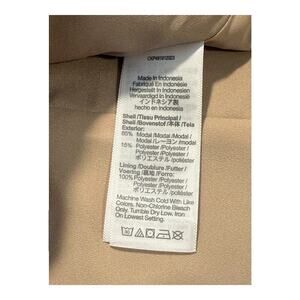 Made In Indonesia
Fabriqué En Indonésie
Hergestellt In Indonesien
Vervaardigd In Indonesië
インドネシア製
hecho en Indonesia
Shell /Tissu Principal /
Shell /Bovenstof /本体 /Tela
Exterior:
85% Modal /Modal /Modal /
Modal /レーヨン /modal
15% Polyester /Polyester /
Polyester /Polyester /
ポリエステル /poliéster
Lining /Doublure /Futter /
Voering /裏地 /Forro:
100% Polyester /Polyester /
Polyester /Polyester /
ポリエステル /poliéster
Machine Wash Cold With Like
Colors, Non-Chlorine Bleach
Only. Tumble Dry Low. Iron
On Lowest Setting.